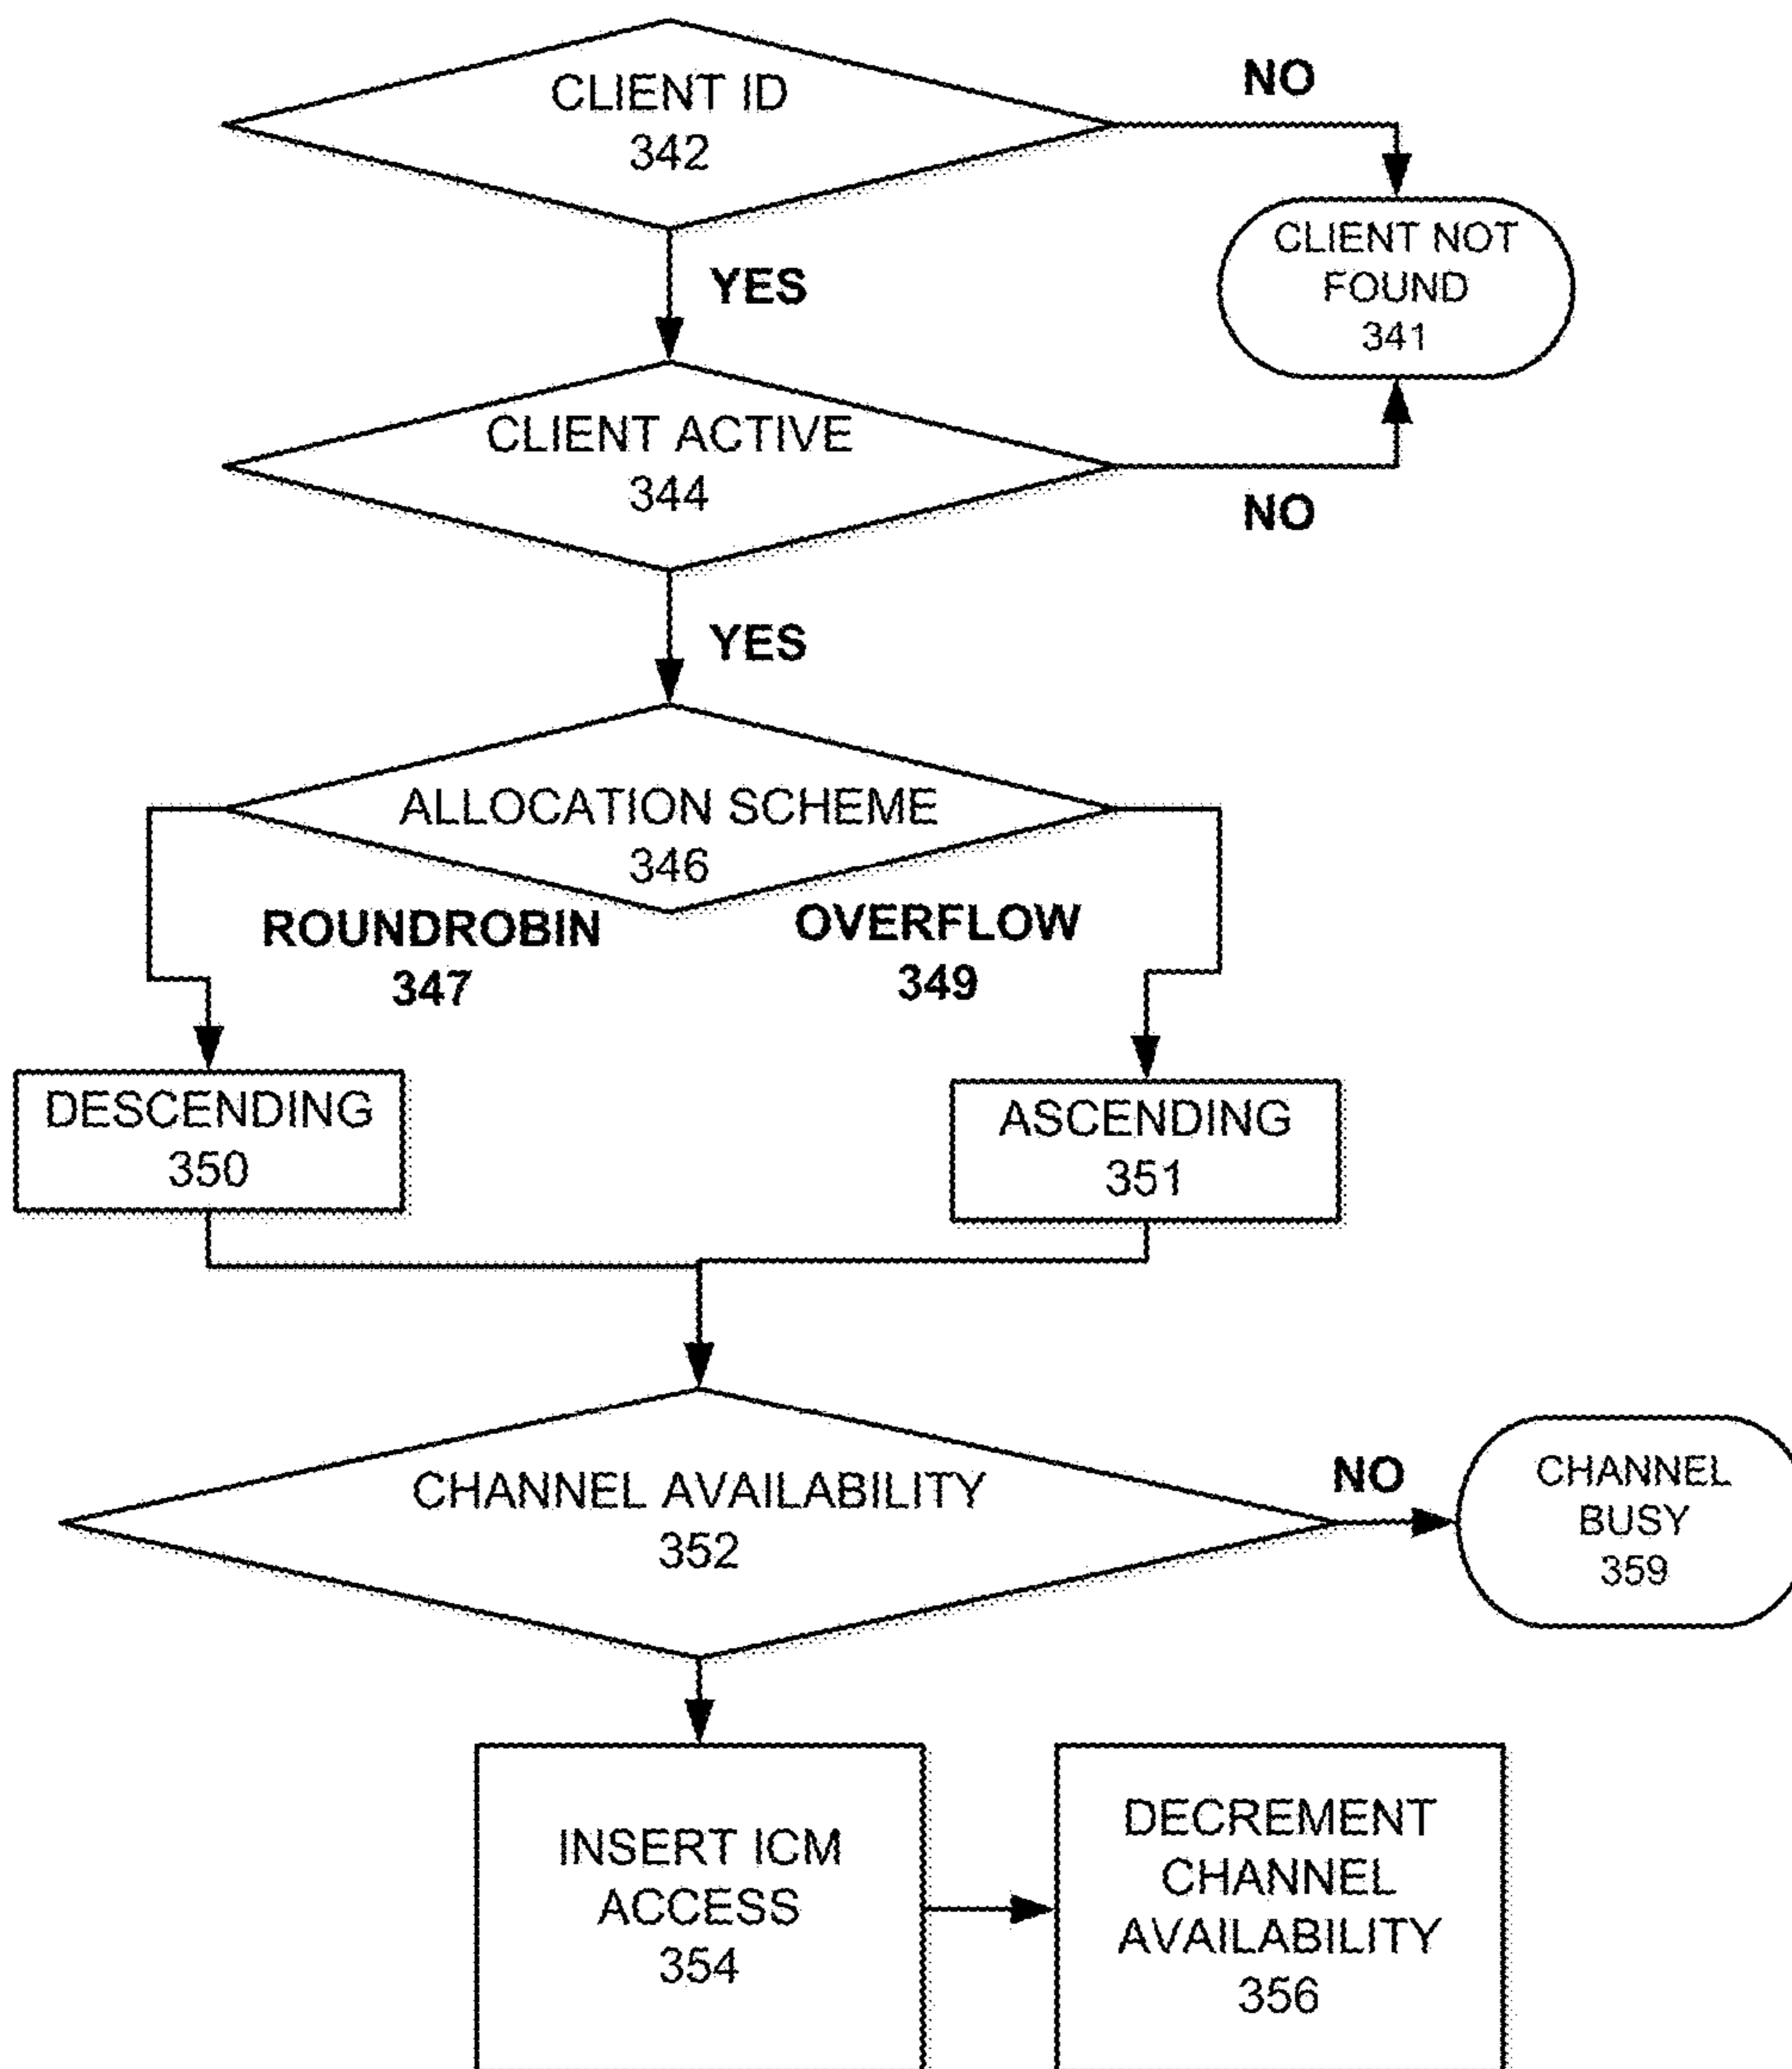 CLIENT ID
342
NO
CLIENT NOT
FOUND
341
YES
CLIENT ACTIVE
344
NO
YES
ALLOCATION SCHEME
346
ROUNDROBIN
347
OVERFLOW
349
DESCENDING
350
ASCENDING
351
CHANNEL AVAILABILITY
352
NO
CHANNEL
BUSY
359
INSERT ICM
ACCESS
354
DECREMENT
CHANNEL
AVAILABILITY
356